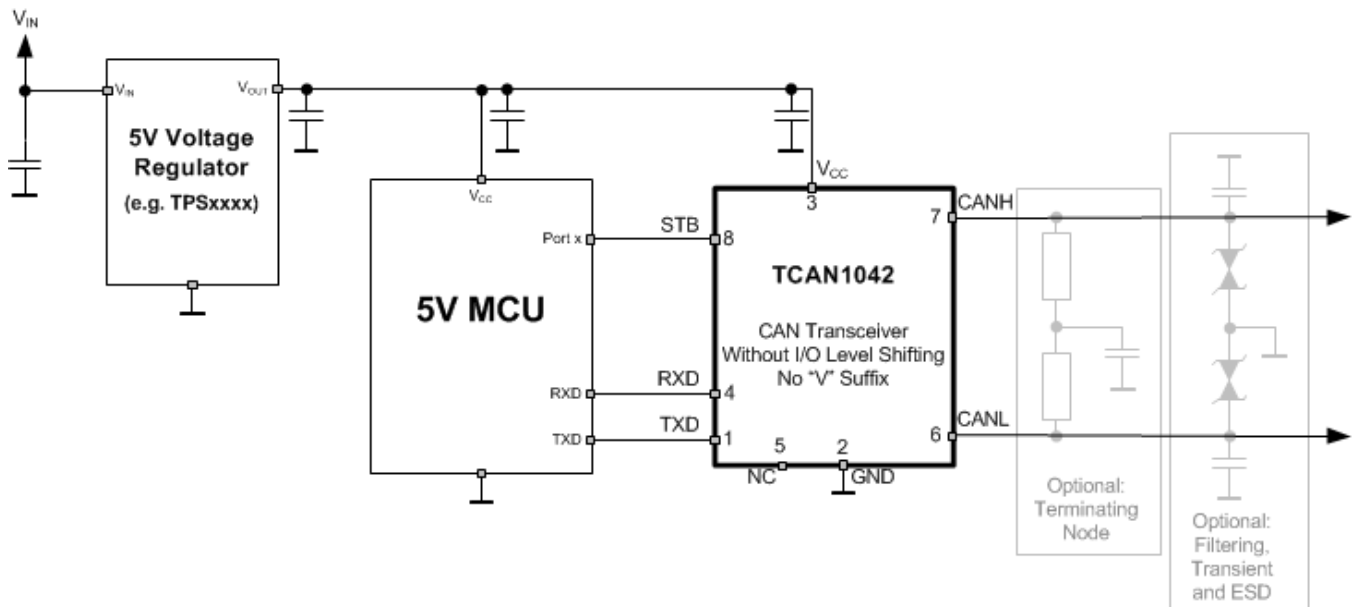 VIN
VIN
VOUT
5V Voltage
Regulator
(e.g. TPSxxxx)
VCC
Port x
5V MCU
RXD
TXD
STB
RXD
TXD
VCC
3
8
7
CANH
TCAN1042
CAN Transceiver
Without I/O Level Shifting
No "V" Suffix
4
1
6
CANL
5
2
NC
GND
Optional:
Terminating
Node
Optional:
Filtering,
Transient
and ESD